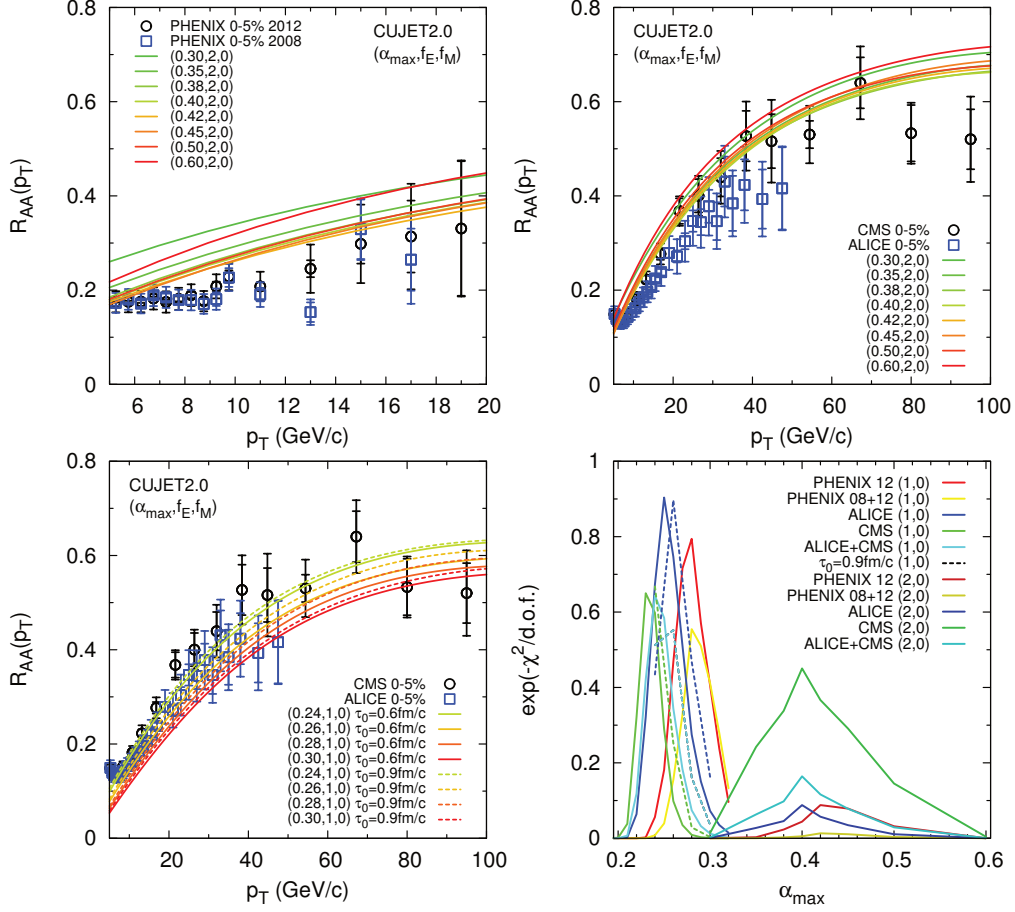 CUJET2.0
(α_max,f_E,f_M)
PHENIX 0-5% 2012
PHENIX 0-5% 2008
(0.30,2,0)
(0.35,2,0)
(0.38,2,0)
(0.40,2,0)
(0.42,2,0)
(0.45,2,0)
(0.50,2,0)
(0.60,2,0)
R_AA(p_T)
0.8
0.6
0.4
0.2
0
6 8 10 12 14 16 18 20
p_T (GeV/c)
CUJET2.0
(α_max,f_E,f_M)
R_AA(p_T)
0.8
0.6
0.4
0.2
0
CMS 0-5%
ALICE 0-5%
(0.30,2,0)
(0.35,2,0)
(0.38,2,0)
(0.40,2,0)
(0.42,2,0)
(0.45,2,0)
(0.50,2,0)
(0.60,2,0)
20 40 60 80 100
p_T (GeV/c)
CUJET2.0
(α_max,f_E,f_M)
R_AA(p_T)
0.8
0.6
0.4
0.2
0
CMS 0-5%
ALICE 0-5%
(0.24,1,0) τ_0=0.6fm/c
(0.26,1,0) τ_0=0.6fm/c
(0.28,1,0) τ_0=0.6fm/c
(0.30,1,0) τ_0=0.6fm/c
(0.24,1,0) τ_0=0.9fm/c
(0.26,1,0) τ_0=0.9fm/c
(0.28,1,0) τ_0=0.9fm/c
(0.30,1,0) τ_0=0.9fm/c
20 40 60 80 100
p_T (GeV/c)
exp(-χ^2/d.o.f.)
1
0.8
0.6
0.4
0.2
0
PHENIX 12 (1,0)
PHENIX 08+12 (1,0)
ALICE (1,0)
CMS (1,0)
ALICE+CMS (1,0)
τ_0=0.9fm/c (1,0)
PHENIX 12 (2,0)
PHENIX 08+12 (2,0)
ALICE (2,0)
CMS (2,0)
ALICE+CMS (2,0)
0.2 0.3 0.4 0.5 0.6
α_max